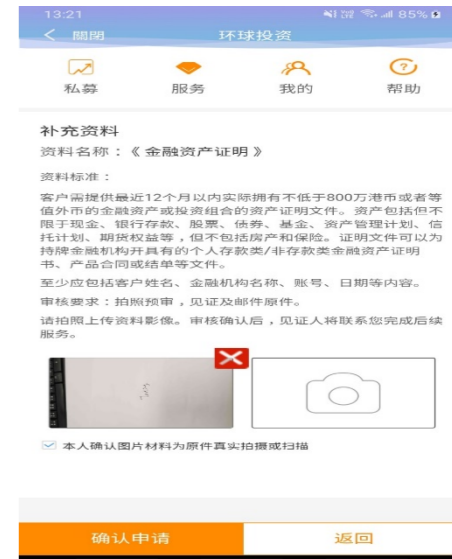 13:21
85%
關閉
环球投资
私募
服务
我的
帮助
补充资料
资料名称：《 金融资产证明 》
资料标准：
客户需提供最近12个月以内实际拥有不低于800
万港币或者等
值外币的金融资产或投资组合的资产证明文件。资产包括但不
限于现金、银行存款、股票、债券、基金、资产管理计划、信
托计划、期货权益等，但不包括房产和保险。证明文件可以为
持牌金融机构开具有的个人存款类/非存款类金融资产证明
书、产品合同或结单等文件。
至少应包括客户姓名、金融机构名称、账号、日期等内容。
审核要求：拍照预审，见证及邮件原件。
请拍照上传资料影像。审核确认后，见证人将联系您完成后续
服务。
本人确认图片材料为原件真实拍摄或扫描
确认申请
返回